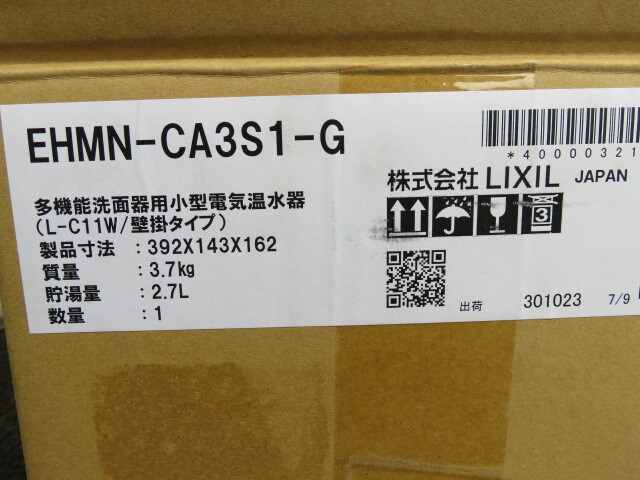 EHMN-CA3S1-G
*40000321
多機能洗面器用小型電気温水器
(L-C11W/壁掛タイプ)
製品寸法 :392X143X162
質量 :3.7kg
貯湯量 :2.7L
数量 :1
株式会社 LIXIL JAPAN
3
出荷 301023 7/9